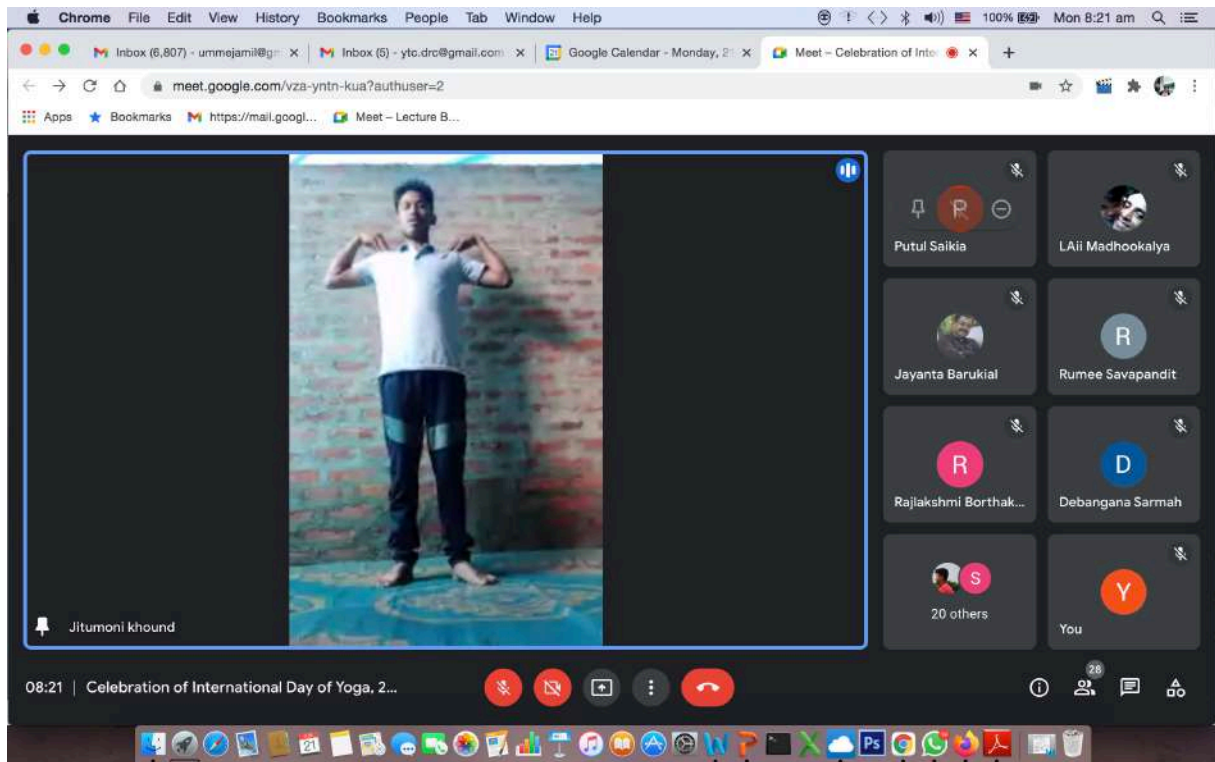 Chrome File Edit View History Bookmarks People Tab Window Help 100% Mon 8:21 am
Inbox (6,807) - ummejamil@gm
Inbox (5) - ytc.drc@gmail.com
Google Calendar - Monday, 2
Meet – Celebration of Inte
meet.google.com/vza-yntn-kua?authuser=2
Apps Bookmarks https://mail.googl... Meet – Lecture B...
R
Putul Saikia
LAii Madhookalya
Jayanta Barukial
R
Rumee Savapandit
R
Rajlakshmi Borthak...
D
Debangana Sarmah
S
20 others
Y
You
Jitumoni khound
08:21 | Celebration of International Day of Yoga, 2...
28
21
W
P
Ps